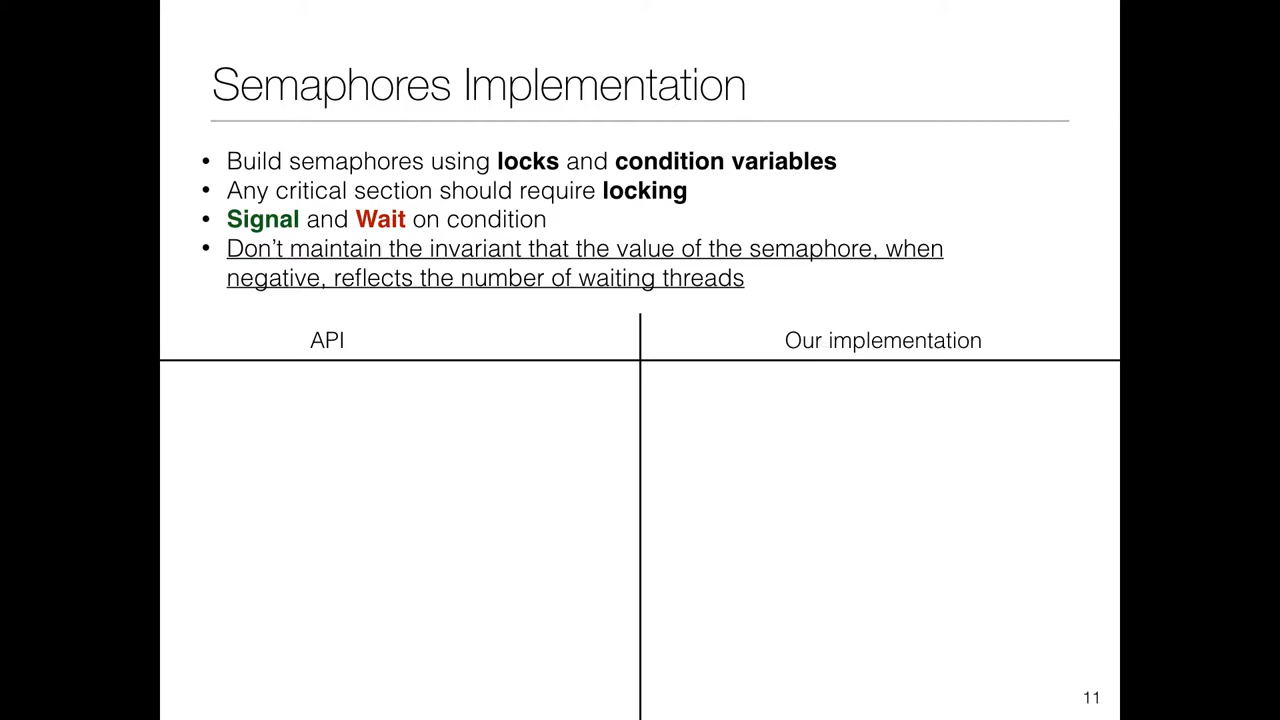 Semaphores Implementation
• Build semaphores using locks and condition variables
• Any critical section should require locking
• Signal and Wait on condition
• Don’t maintain the invariant that the value of the semaphore, when
negative, reflects the number of waiting threads
API
Our implementation
11